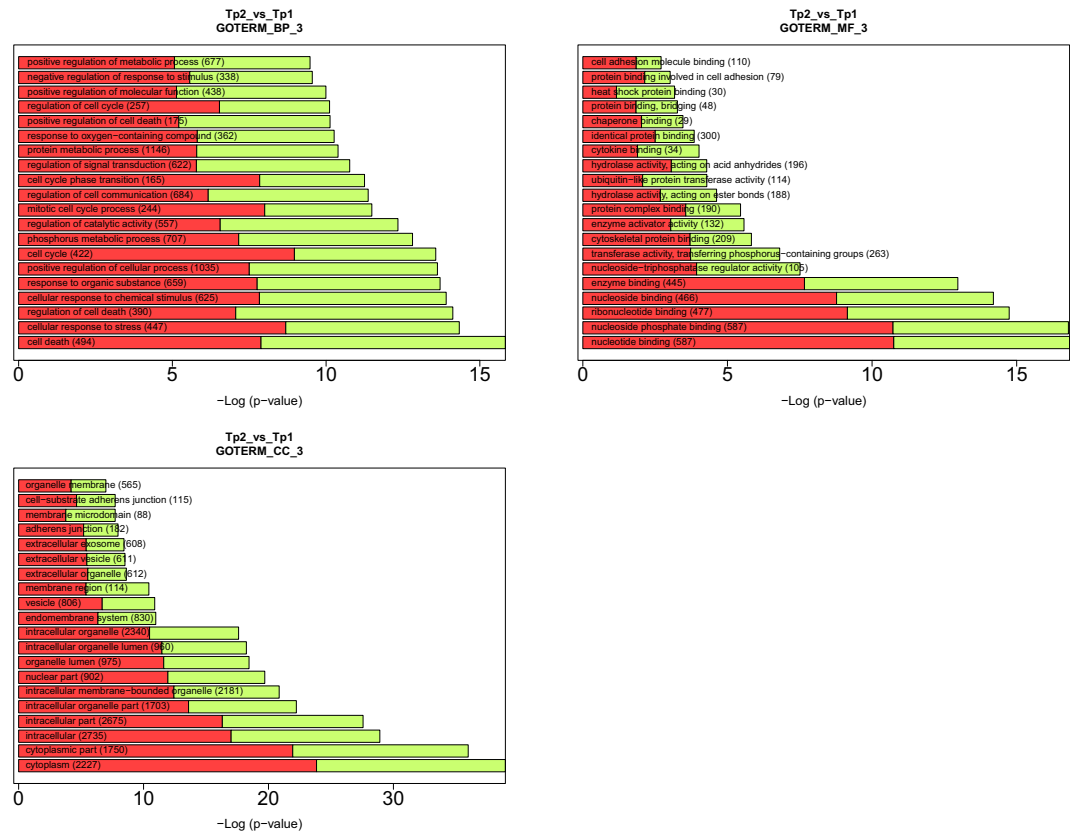 Tp2_vs_Tp1
GOTERM_BP_3
positive regulation of metabolic process (677)
negative regulation of response to stimulus (338)
positive regulation of molecular function (438)
regulation of cell cycle (257)
positive regulation of cell death (175)
response to oxygen−containing compound (362)
protein metabolic process (1146)
regulation of signal transduction (622)
cell cycle phase transition (165)
regulation of cell communication (684)
mitotic cell cycle process (244)
regulation of catalytic activity (557)
phosphorus metabolic process (707)
cell cycle (422)
positive regulation of cellular process (1035)
response to organic substance (659)
cellular response to chemical stimulus (625)
regulation of cell death (390)
cellular response to stress (447)
cell death (494)
0 5 10 15
−Log (p−value)
Tp2_vs_Tp1
GOTERM_MF_3
cell adhesion molecule binding (110)
protein binding involved in cell adhesion (79)
heat shock protein binding (30)
protein binding, bridging (48)
chaperone binding (29)
identical protein binding (300)
cytokine binding (34)
hydrolase activity, acting on acid anhydrides (196)
ubiquitin−like protein transferase activity (114)
hydrolase activity, acting on ester bonds (188)
protein complex binding (190)
enzyme activator activity (132)
cytoskeletal protein binding (209)
transferase activity, transferring phosphorus−containing groups (263)
nucleoside−triphosphatase regulator activity (105)
enzyme binding (445)
nucleoside binding (466)
ribonucleotide binding (477)
nucleoside phosphate binding (587)
nucleotide binding (587)
0 5 10 15
−Log (p−value)
Tp2_vs_Tp1
GOTERM_CC_3
organelle membrane (565)
cell−substrate adherens junction (115)
membrane microdomain (88)
adherens junction (182)
extracellular exosome (608)
extracellular vesicle (611)
extracellular organelle (612)
membrane region (114)
vesicle (806)
endomembrane system (830)
intracellular organelle (2340)
intracellular organelle lumen (960)
organelle lumen (975)
nuclear part (902)
intracellular membrane−bounded organelle (2181)
intracellular organelle part (1703)
intracellular part (2675)
intracellular (2735)
cytoplasmic part (1750)
cytoplasm (2227)
0 10 20 30
−Log (p−value)